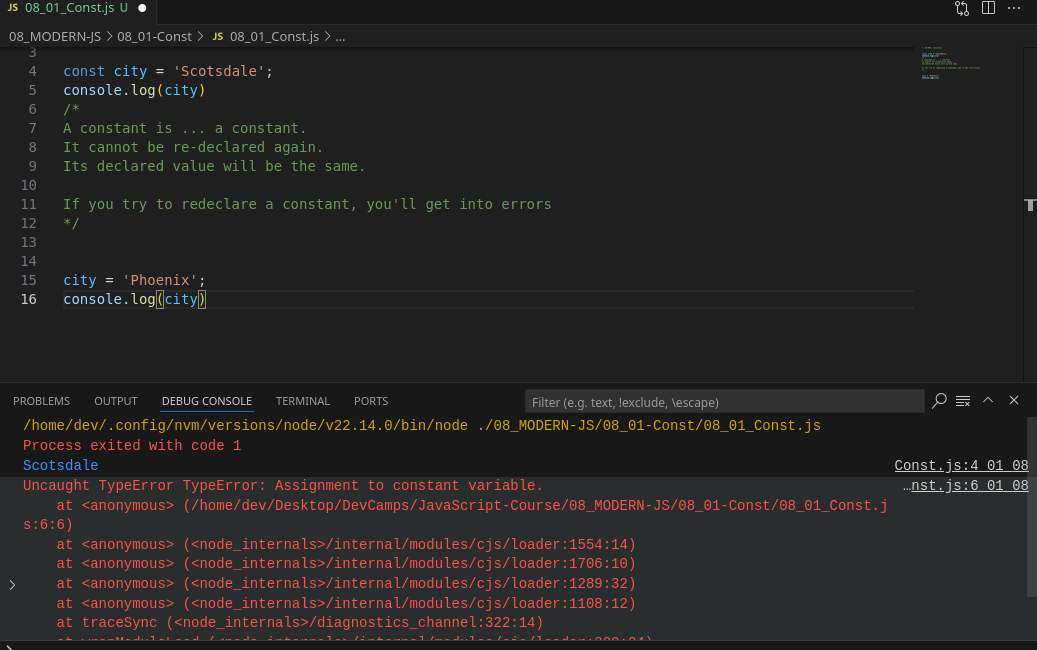 JS 08_01_Const.js U
08_MODERN-JS > 08_01-Const > JS 08_01_Const.js > ...
3
4 const city = 'Scotsdale';
5 console.log(city)
6 /*
7 A constant is ... a constant.
8 It cannot be re-declared again.
9 Its declared value will be the same.
10
11 If you try to redeclare a constant, you'll get into errors
12 */
13
14
15 city = 'Phoenix';
16 console.log(city)
PROBLEMS OUTPUT DEBUG CONSOLE TERMINAL PORTS Filter (e.g. text, !exclude, \escape)
/home/dev/.config/nvm/versions/node/v22.14.0/bin/node ./08_MODERN-JS/08_01-Const/08_01_Const.js
Process exited with code 1
Scotsdale Const.js:4 01 08
Uncaught TypeError TypeError: Assignment to constant variable. …nst.js:6 01 08
at <anonymous> (/home/dev/Desktop/DevCamps/JavaScript-Course/08_MODERN-JS/08_01-Const/08_01_Const.j
s:6:6)
at <anonymous> (<node_internals>/internal/modules/cjs/loader:1554:14)
at <anonymous> (<node_internals>/internal/modules/cjs/loader:1706:10)
at <anonymous> (<node_internals>/internal/modules/cjs/loader:1289:32)
at <anonymous> (<node_internals>/internal/modules/cjs/loader:1108:12)
at traceSync (<node_internals>/diagnostics_channel:322:14)